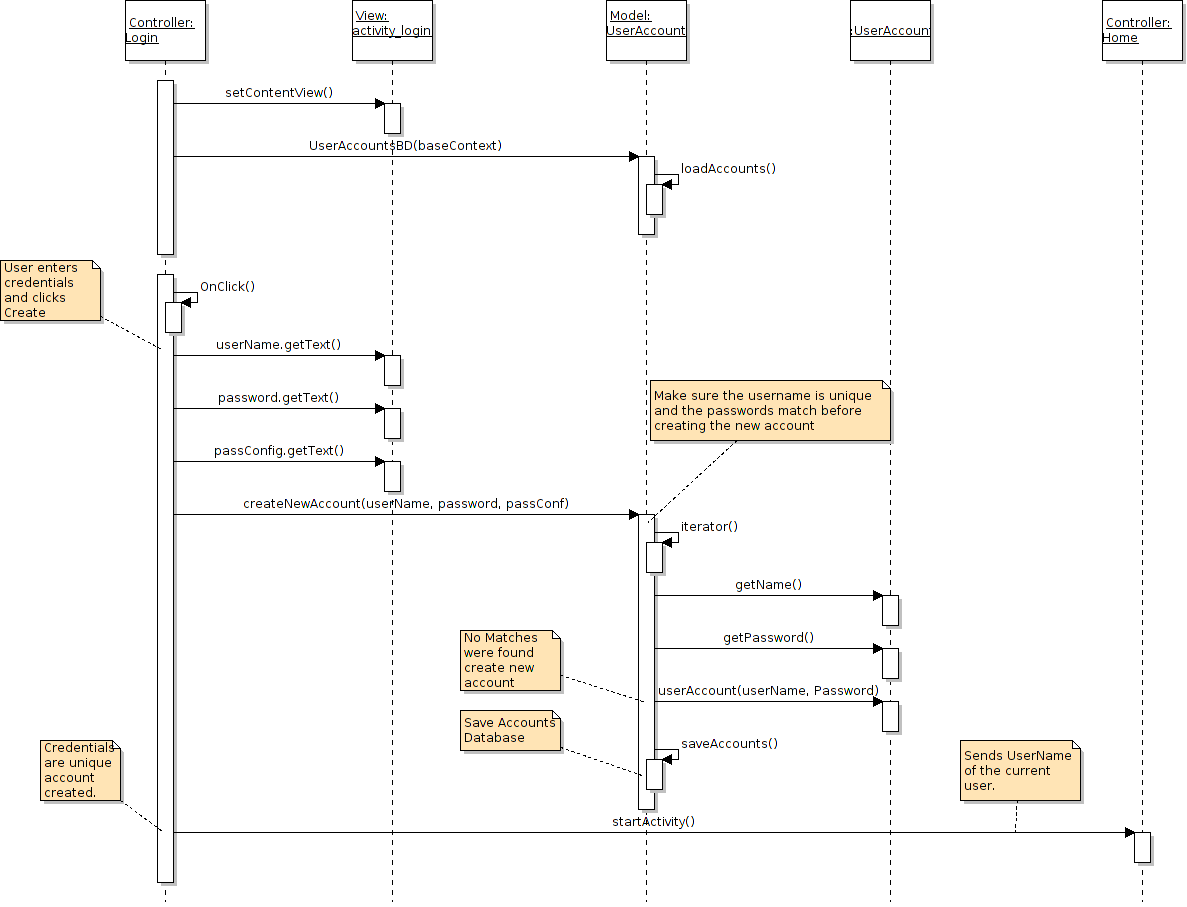 Controller:
Login
View:
activity_login
Model:
UserAccount
:UserAccount
Controller:
Home
setContentView()
UserAccountsBD(baseContext)
loadAccounts()
User enters
credentials
and clicks
Create
OnClick()
userName.getText()
password.getText()
Make sure the username is unique
and the passwords match before
creating the new account
passConfig.getText()
createNewAccount(userName, password, passConf)
iterator()
getName()
No Matches
were found
create new
account
getPassword()
userAccount(userName, Password)
Save Accounts
Database
saveAccounts()
Credentials
are unique
account
created.
Sends UserName
of the current
user.
startActivity()